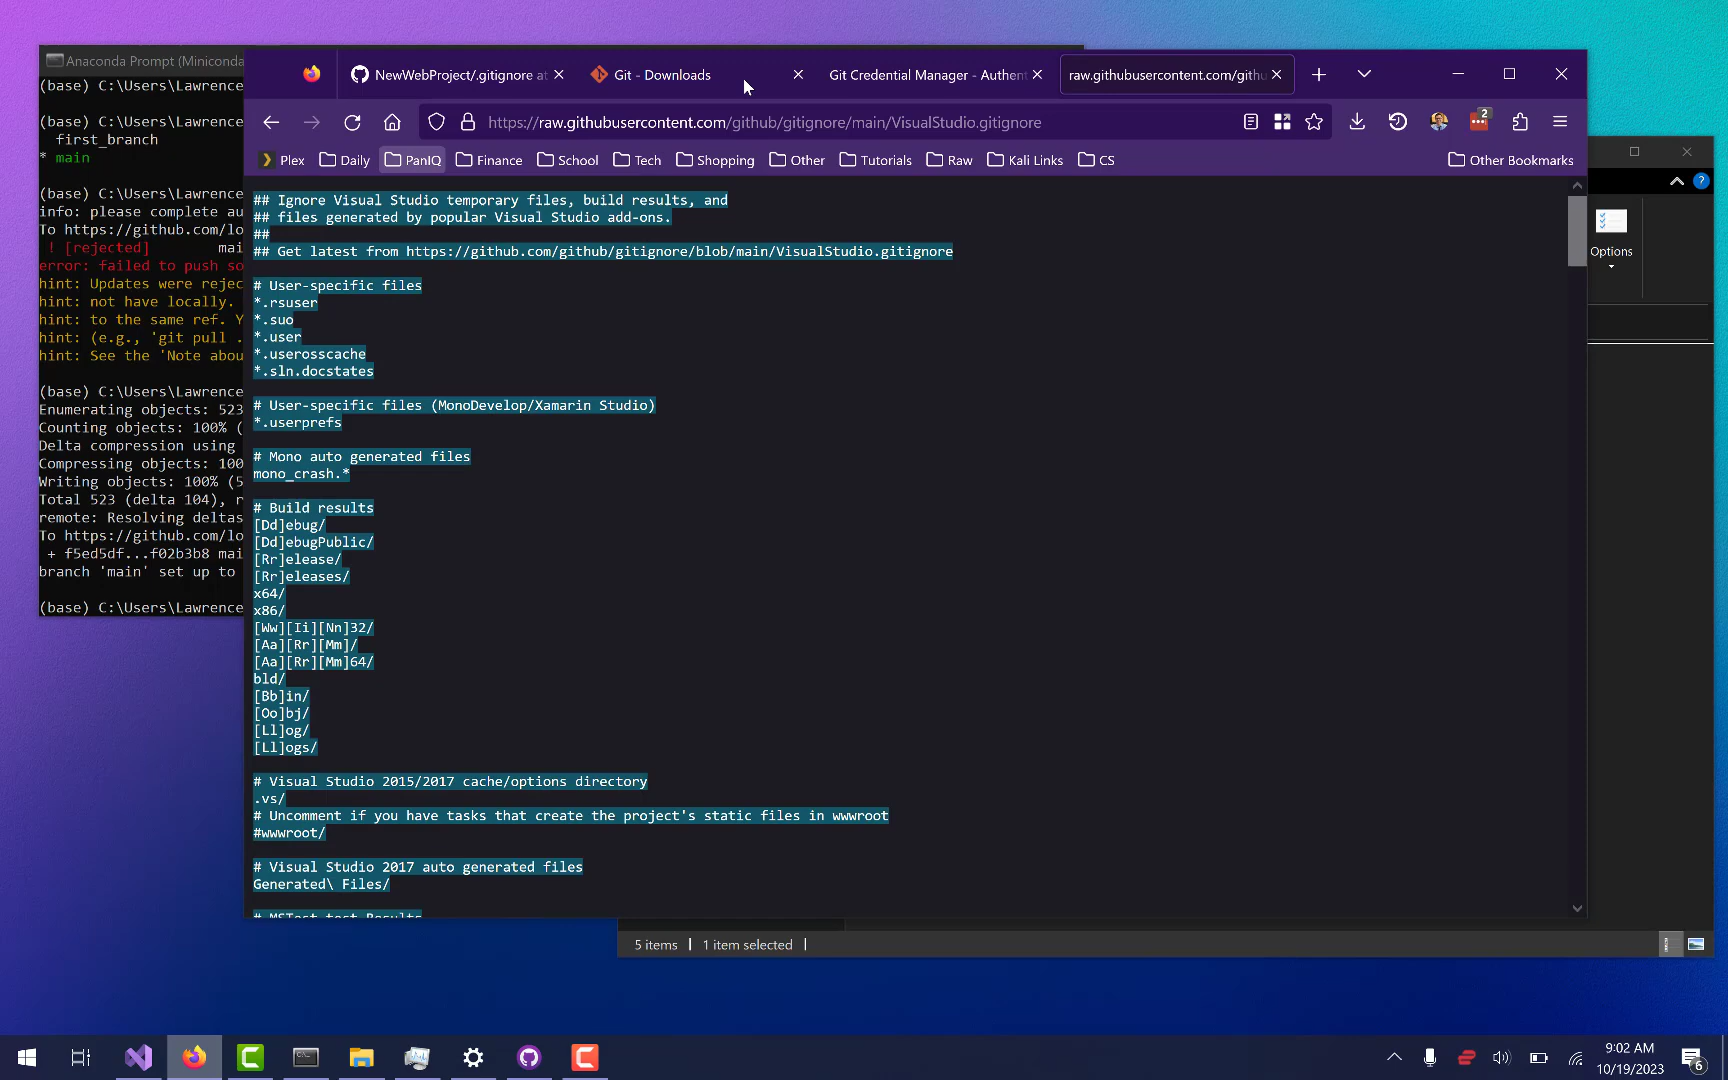 Anaconda Prompt (Miniconda
(base) C:\Users\Lawrence
(base) C:\Users\Lawrence
first_branch
* main
(base) C:\Users\Lawrence
info: please complete au
To https://github.com/lo
! [rejected] mai
error: failed to push so
hint: Updates were rejec
hint: not have locally.
hint: to the same ref. Y
hint: (e.g., 'git pull .
hint: See the 'Note abou
(base) C:\Users\Lawrence
Enumerating objects: 523
Counting objects: 100% (
Delta compression using
Compressing objects: 100
Writing objects: 100% (5
Total 523 (delta 104), r
remote: Resolving deltas
To https://github.com/lo
+ f5ed5df...f02b3b8 mai
branch 'main' set up to
(base) C:\Users\Lawrence
NewWebProject/.gitignore at
Git - Downloads
Git Credential Manager - Authen
raw.githubusercontent.com/gith
https://raw.githubusercontent.com/github/gitignore/main/VisualStudio.gitignore
2
Plex Daily PanIQ Finance School Tech Shopping Other Tutorials Raw Kali Links CS Other Bookmarks
## Ignore Visual Studio temporary files, build results, and
## files generated by popular Visual Studio add-ons.
##
## Get latest from https://github.com/github/gitignore/blob/main/VisualStudio.gitignore
# User-specific files
*.rsuser
*.suo
*.user
*.userosscache
*.sln.docstates
# User-specific files (MonoDevelop/Xamarin Studio)
*.userprefs
# Mono auto generated files
mono_crash.*
# Build results
[Dd]ebug/
[Dd]ebugPublic/
[Rr]elease/
[Rr]eleases/
x64/
x86/
[Ww][Ii][Nn]32/
[Aa][Rr][Mm]/
[Aa][Rr][Mm]64/
bld/
[Bb]in/
[Oo]bj/
[Ll]og/
[Ll]ogs/
# Visual Studio 2015/2017 cache/options directory
.vs/
# Uncomment if you have tasks that create the project's static files in wwwroot
#wwwroot/
# Visual Studio 2017 auto generated files
Generated\ Files/
# MSTest test Results
Options
5 items | 1 item selected |
9:02 AM
10/19/2023
6